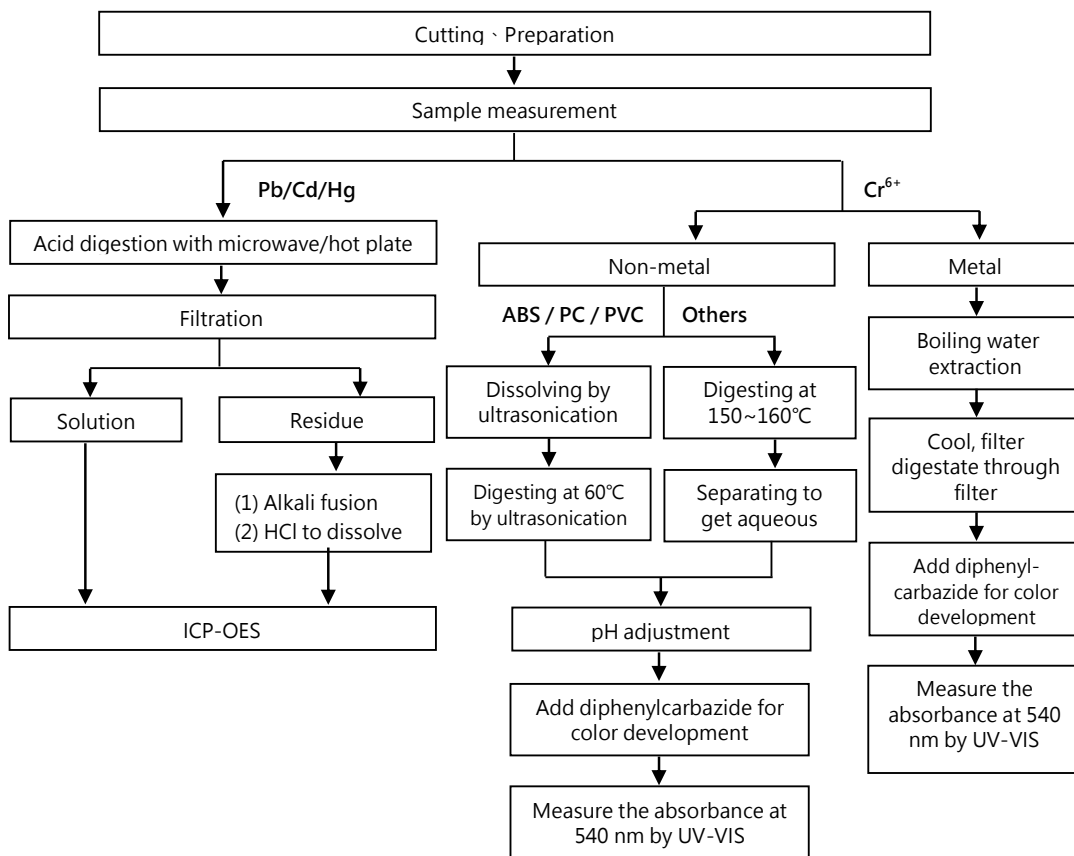 Cutting、Preparation
Sample measurement
Pb/Cd/Hg
Cr6+
Acid digestion with microwave/hot plate
Filtration
Solution
Residue
(1) Alkali fusion
(2) HCl to dissolve
ICP-OES
Non-metal
ABS / PC / PVC
Others
Dissolving by
ultrasonication
Digesting at 60℃
by ultrasonication
Digesting at
150~160℃
Separating to
get aqueous
pH adjustment
Add diphenylcarbazide for
color development
Measure the absorbance at
540 nm by UV-VIS
Metal
Boiling water
extraction
Cool, filter
digestate through
filter
Add diphenyl-
carbazide for color
development
Measure the
absorbance at 540
nm by UV-VIS